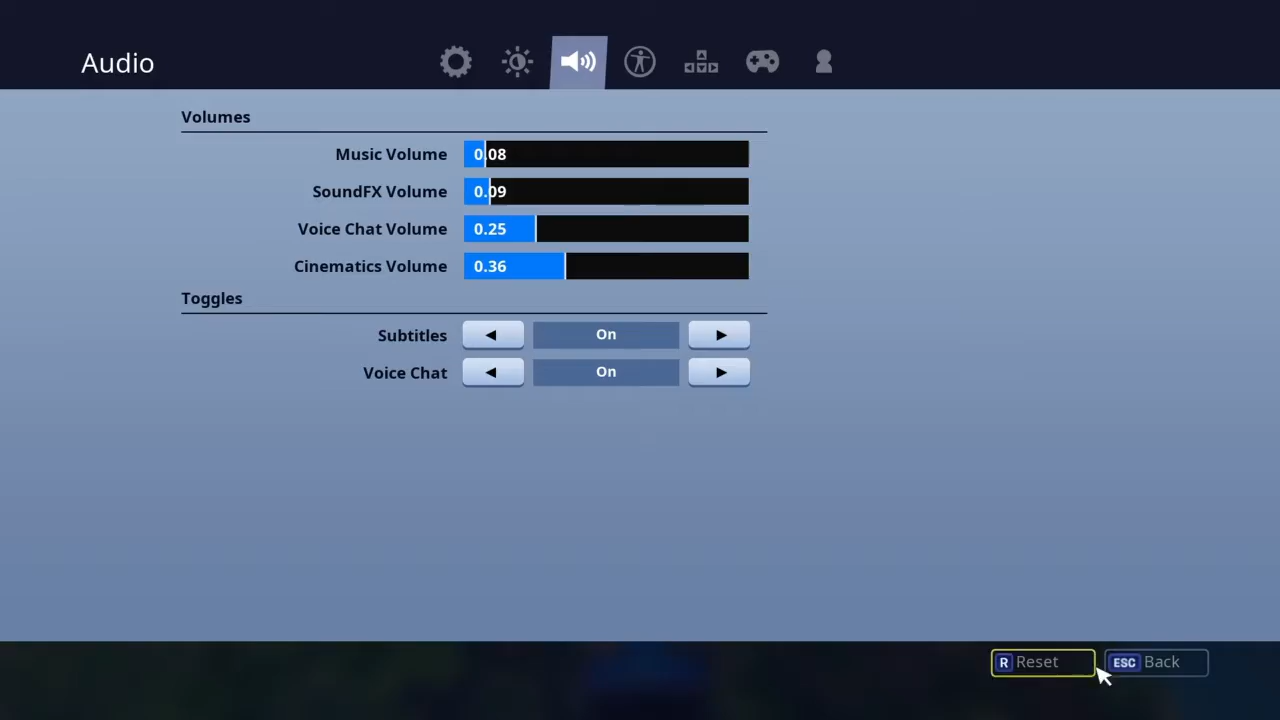 Audio
Volumes
Music Volume 0.08
SoundFX Volume 0.09
Voice Chat Volume 0.25
Cinematics Volume 0.36
Toggles
Subtitles ◄ On ►
Voice Chat ◄ On ►
R Reset ESC Back